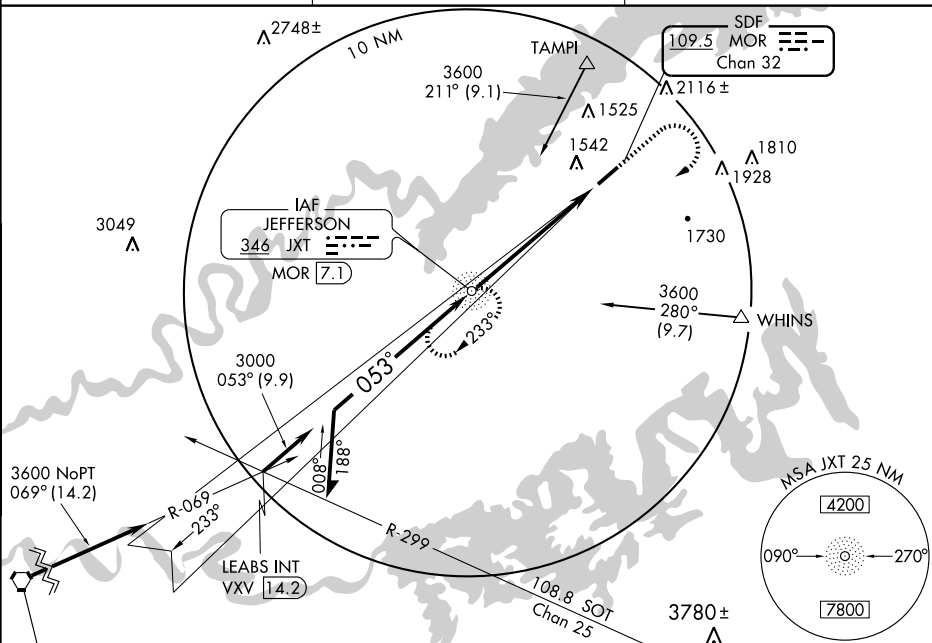 2748±
10 NM
TAMPI
3600
211° (9.1)
SDF
109.5 MOR
Chan 32
2116±
1525
1542
1810
1928
3049
IAF
JEFFERSON
346 JXT
MOR 7.1
1730
3600
280°
(9.7)
WHINS
233°
3000
053° (9.9)
053°
008°
188°
3600 NoPT
069° (14.2)
R-069
233°
LEABS INT
VXV 14.2
R-299
108.8 SOT
Chan 25
3780±
MSA JXT 25 NM
4200
090°
270°
7800